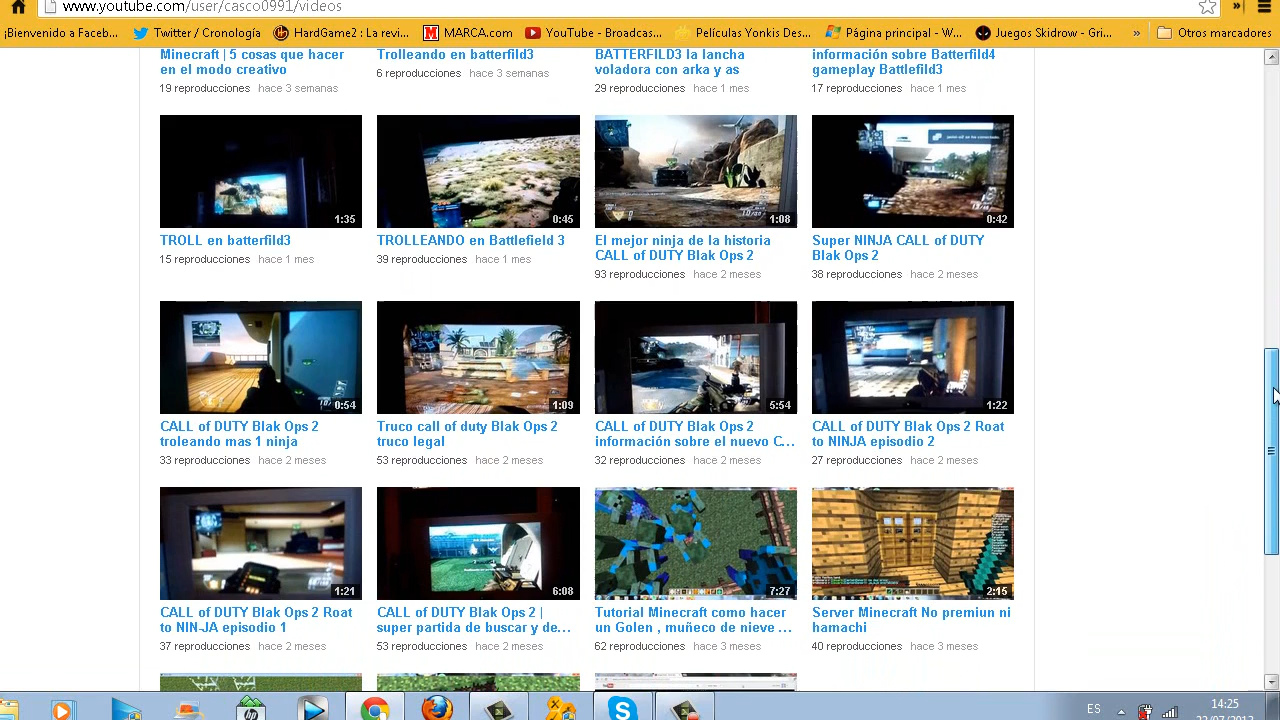 www.youtube.com/user/casco0991/videos
¡Bienvenido a Faceb...
Twitter / Cronología
HardGame2 : La revi...
MARCA.com
YouTube - Broadcas...
Películas Yonkis Des...
Página principal - W...
Juegos Skidrow - Gri...
»
Otros marcadores
Minecraft | 5 cosas que hacer
en el modo creativo
19 reproducciones hace 3 semanas
Trolleando en batterfild3
6 reproducciones hace 3 semanas
BATTERFILD3 la lancha
voladora con arka y as
29 reproducciones hace 1 mes
información sobre Batterfild4
gameplay Battlefild3
17 reproducciones hace 1 mes
1:35
TROLL en batterfild3
15 reproducciones hace 1 mes
0:45
TROLLEANDO en Battlefield 3
39 reproducciones hace 1 mes
1:08
El mejor ninja de la historia
CALL of DUTY Blak Ops 2
93 reproducciones hace 2 meses
0:42
Super NINJA CALL of DUTY
Blak Ops 2
38 reproducciones hace 2 meses
0:54
CALL of DUTY Blak Ops 2
troleando mas 1 ninja
33 reproducciones hace 2 meses
1:09
Truco call of duty Blak Ops 2
truco legal
53 reproducciones hace 2 meses
5:54
CALL of DUTY Blak Ops 2
información sobre el nuevo C...
32 reproducciones hace 2 meses
1:22
CALL of DUTY Blak Ops 2 Roat
to NINJA episodio 2
27 reproducciones hace 2 meses
1:21
CALL of DUTY Blak Ops 2 Roat
to NIN-JA episodio 1
37 reproducciones hace 2 meses
6:08
CALL of DUTY Blak Ops 2 |
super partida de buscar y de...
53 reproducciones hace 2 meses
7:27
Tutorial Minecraft como hacer
un Golen , muñeco de nieve ...
62 reproducciones hace 3 meses
2:15
Server Minecraft No premiun ni
hamachi
40 reproducciones hace 3 meses
ES
14:25
22/07/2013